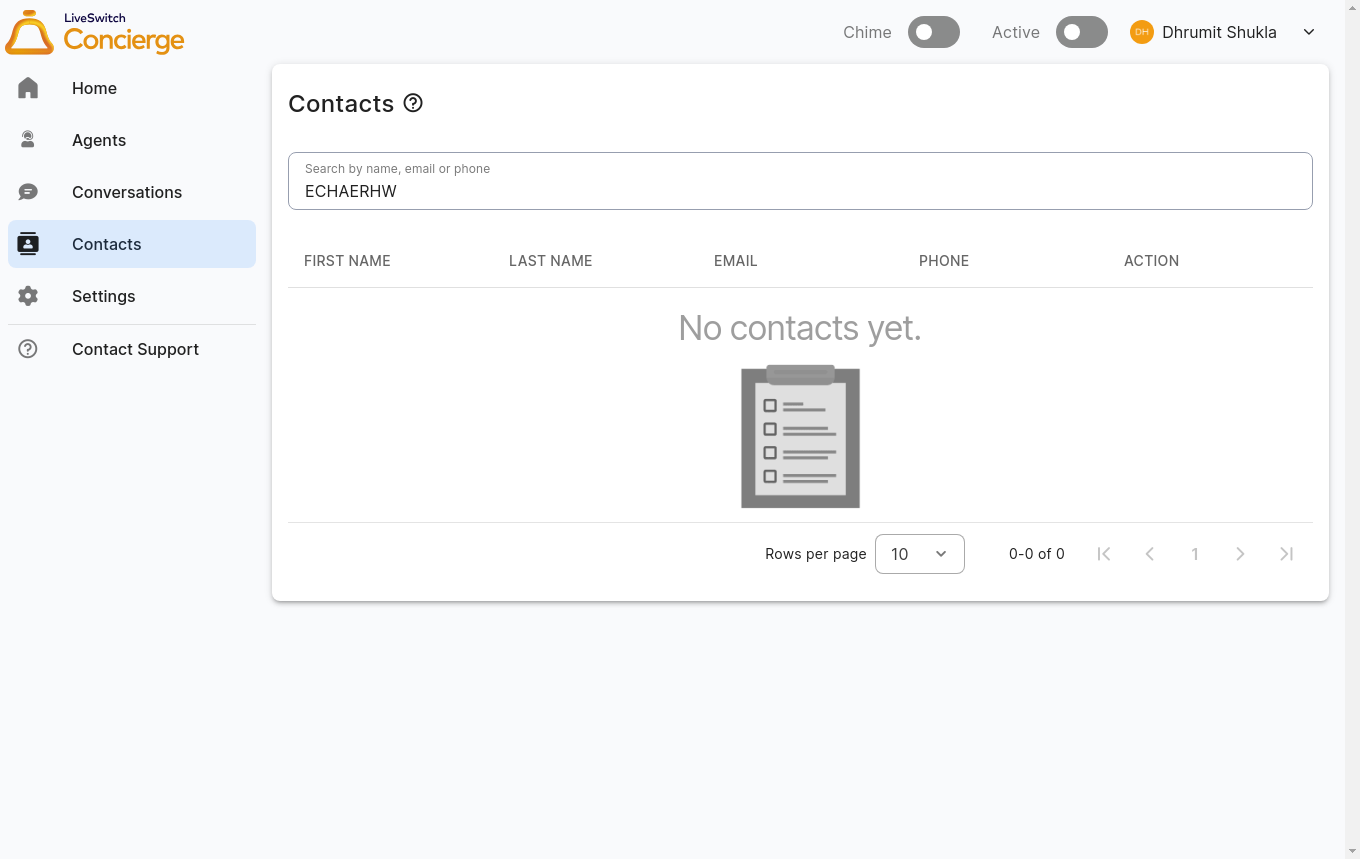 LiveSwitch
Concierge
Chime
Active
DH
Dhrumit Shukla
Home
Agents
Conversations
Contacts
Settings
Contact Support
Contacts
Search by name, email or phone
ECHAERHW
FIRST NAME LAST NAME EMAIL PHONE ACTION
No contacts yet.
Rows per page 10 0-0 of 0 1